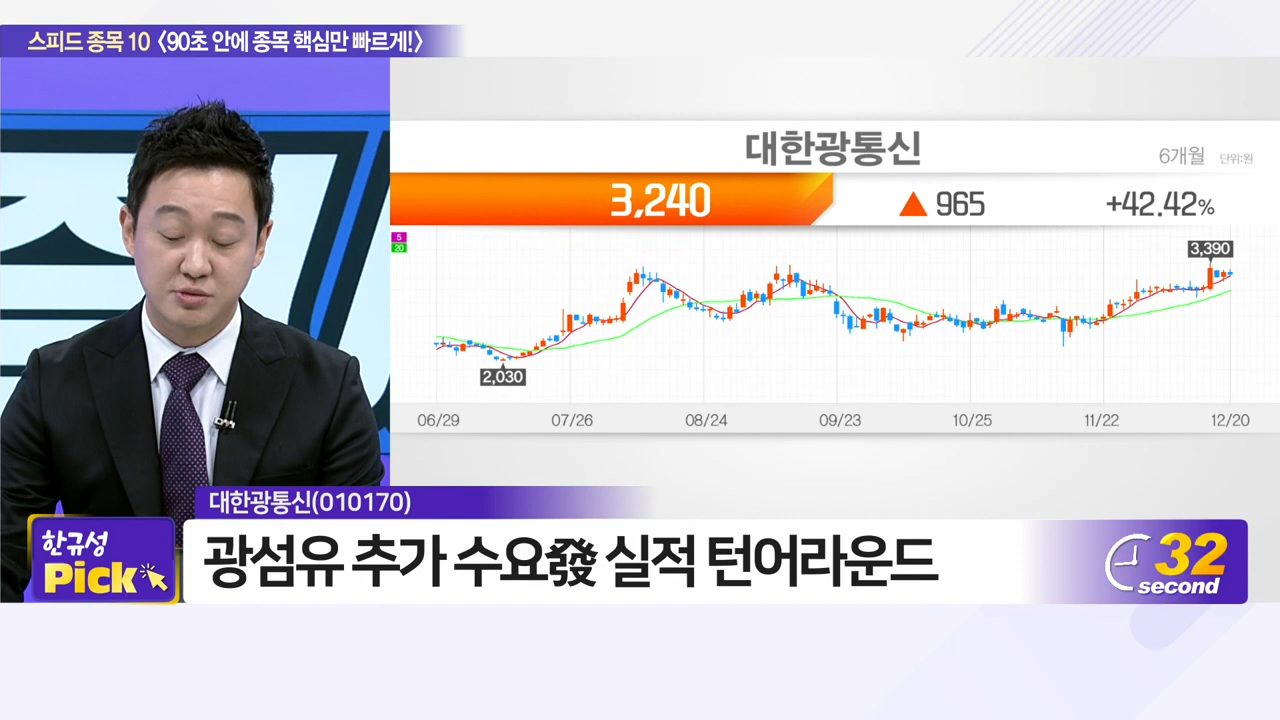 스피드 종목 10 〈90초 안에 종목 핵심만 빠르게!〉
대한광통신
6개월 단위:원
3,240 ▲ 965 +42.42%
5
20
3,390
2,030
06/29 07/26 08/24 09/23 10/25 11/22 12/20
대한광통신(010170)
한규성
Pick
광섬유 추가 수요發 실적 턴어라운드
32
second